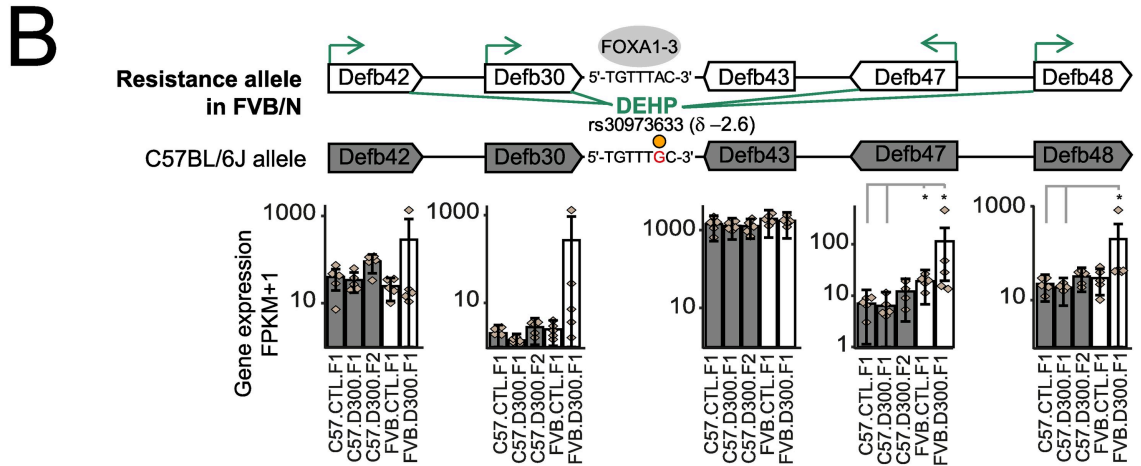 B
FOXA1-3
Resistance allele
in FVB/N
Defb42
Defb30
5'-TGTTTAC-3'
Defb43
Defb47
Defb48
DEHP
rs30973633 (δ –2.6)
C57BL/6J allele
Defb42
Defb30
5'-TGTTTGC-3'
Defb43
Defb47
Defb48
Gene expression
FPKM+1
1000
10
1000
10
1000
10
* *
100
10
1
*
1000
10
C57.CTL.F1
C57.D300.F1
C57.D300.F2
FVB.CTL.F1
FVB.D300.F1
C57.CTL.F1
C57.D300.F1
C57.D300.F2
FVB.CTL.F1
FVB.D300.F1
C57.CTL.F1
C57.D300.F1
C57.D300.F2
FVB.CTL.F1
FVB.D300.F1
C57.CTL.F1
C57.D300.F1
C57.D300.F2
FVB.CTL.F1
FVB.D300.F1
C57.CTL.F1
C57.D300.F1
C57.D300.F2
FVB.CTL.F1
FVB.D300.F1